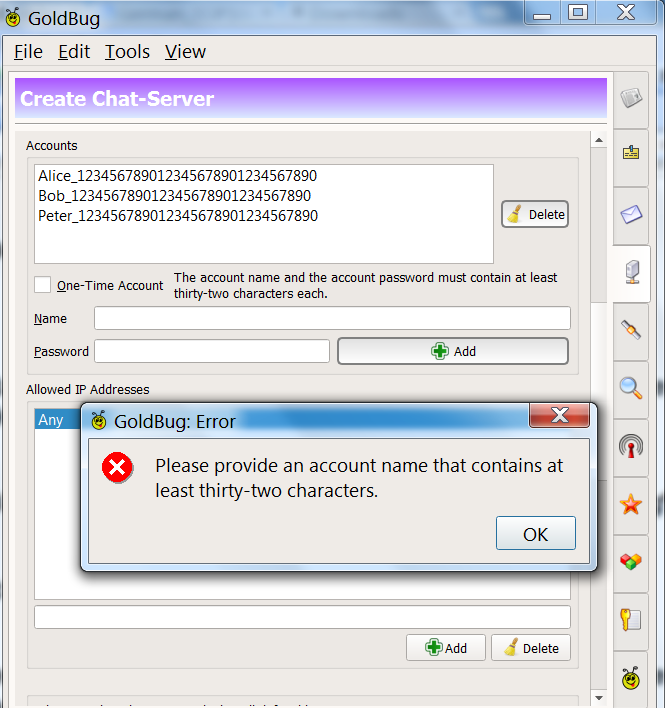 GoldBug
File Edit Tools View
Create Chat-Server
Accounts
Alice_123456789012345678901234567890
Bob_123456789012345678901234567890
Peter_123456789012345678901234567890
Delete
One-Time Account
The account name and the account password must contain at least
thirty-two characters each.
Name
Password
Add
Allowed IP Addresses
Any
GoldBug: Error
Please provide an account name that contains at
least thirty-two characters.
OK
Add
Delete